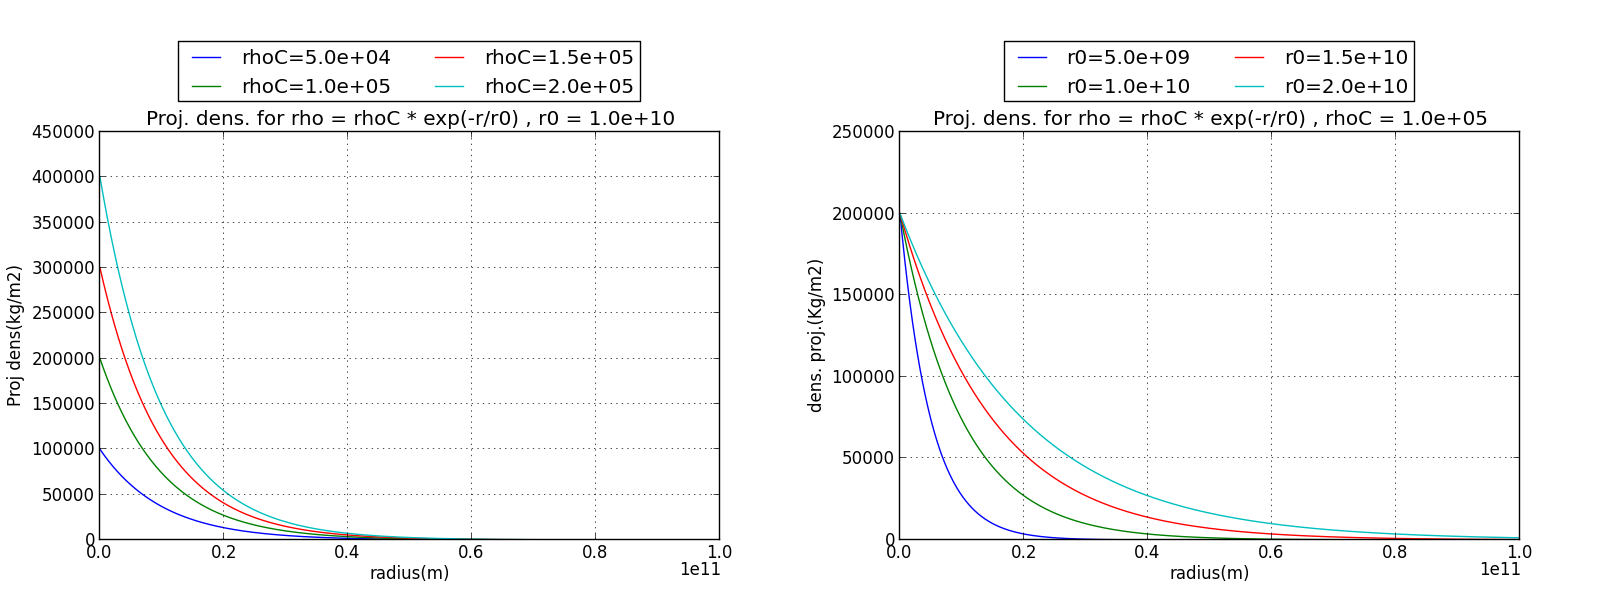 rhoC=5.0e+04 rhoC=1.5e+05
rhoC=1.0e+05 rhoC=2.0e+05
Proj. dens. for rho = rhoC * exp(-r/r0) , r0 = 1.0e+10
450000
400000
350000
300000
250000
200000
150000
100000
50000
0
Proj dens(kg/m2)
0.0 0.2 0.4 0.6 0.8 1.0
1e11
radius(m)
r0=5.0e+09 r0=1.5e+10
r0=1.0e+10 r0=2.0e+10
Proj. dens. for rho = rhoC * exp(-r/r0) , rhoC = 1.0e+05
250000
200000
150000
100000
50000
0
dens. proj.(Kg/m2)
0.0 0.2 0.4 0.6 0.8 1.0
1e11
radius(m)